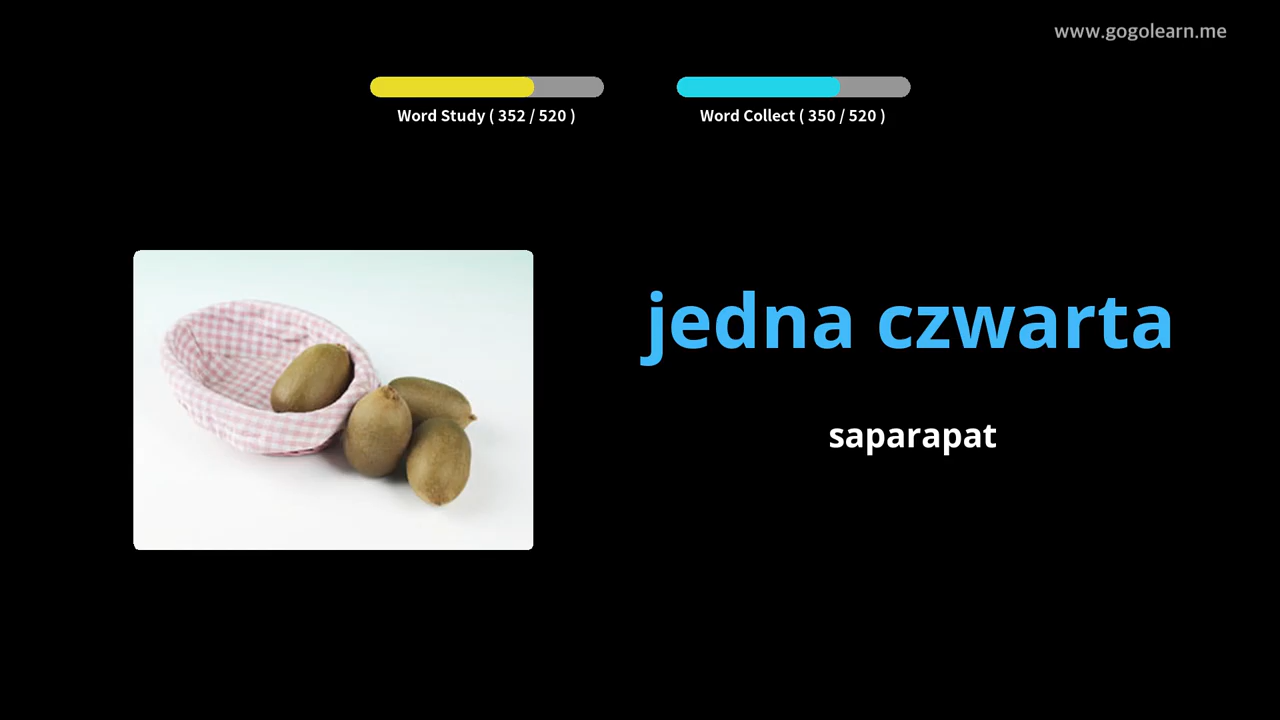 www.gogolearn.me
Word Study ( 352 / 520 )
Word Collect ( 350 / 520 )
jedna czwarta
saparapat